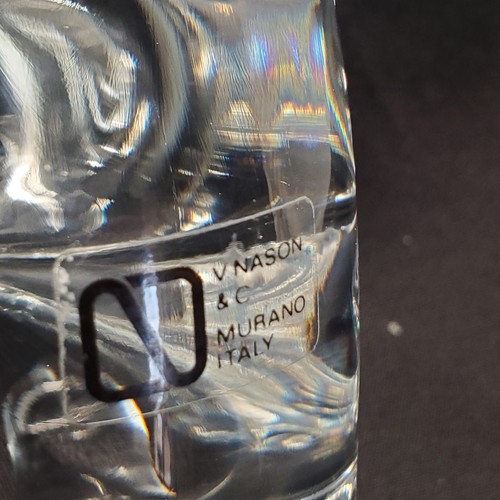 V NASON
& C
MURANO
ITALY